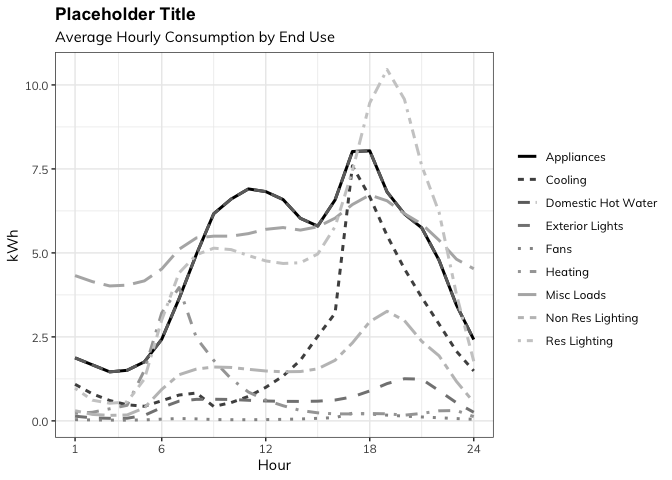 Placeholder Title
Average Hourly Consumption by End Use
10.0
7.5
5.0
2.5
0.0
kWh
1 6 12 18 24
Hour
Appliances
Cooling
Domestic Hot Water
Exterior Lights
Fans
Heating
Misc Loads
Non Res Lighting
Res Lighting